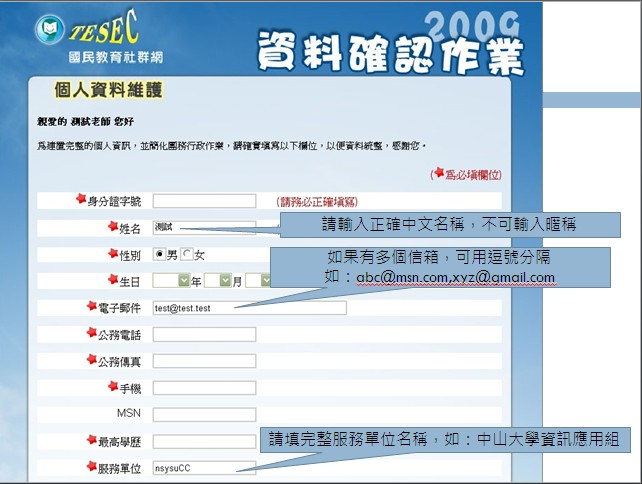 TESEC
國民教育社群網
2009
資料確認作業
個人資料維護
親愛的 測試老師 您好
為建置完整的個人資訊，並簡化團務行政作業，請確實填寫以下欄位，以便資料統整，感謝您。
(為必填欄位)
身分證字號 (請務必正確填寫)
姓名 測試
請輸入正確中文名稱，不可輸入暱稱
性別 男 女
如果有多個信箱，可用逗號分隔
如：abc@msn.com,xyz@gmail.com
生日 年 月
電子郵件 test@test.test
公務電話
公務傳真
手機
MSN
最高學歷
請填完整服務單位名稱，如：中山大學資訊應用組
服務單位 nsysuCC